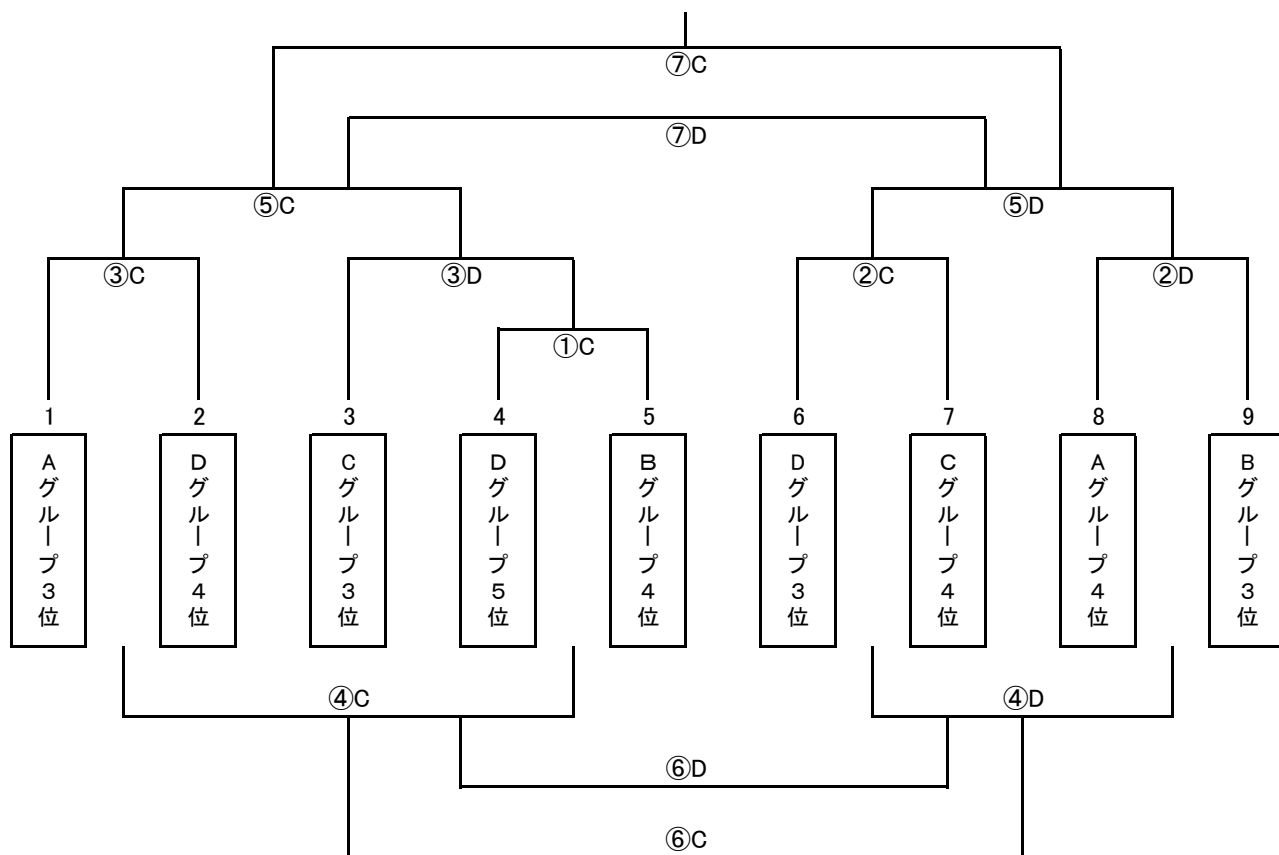 ⑦C
⑦D
⑤C
⑤D
③C
③D
②C
②D
①C
1
2
3
4
5
6
7
8
9
Aグループ3位
Dグループ4位
Cグループ3位
Dグループ5位
Bグループ4位
Dグループ3位
Cグループ4位
Aグループ4位
Bグループ3位
④C
④D
⑥D
⑥C